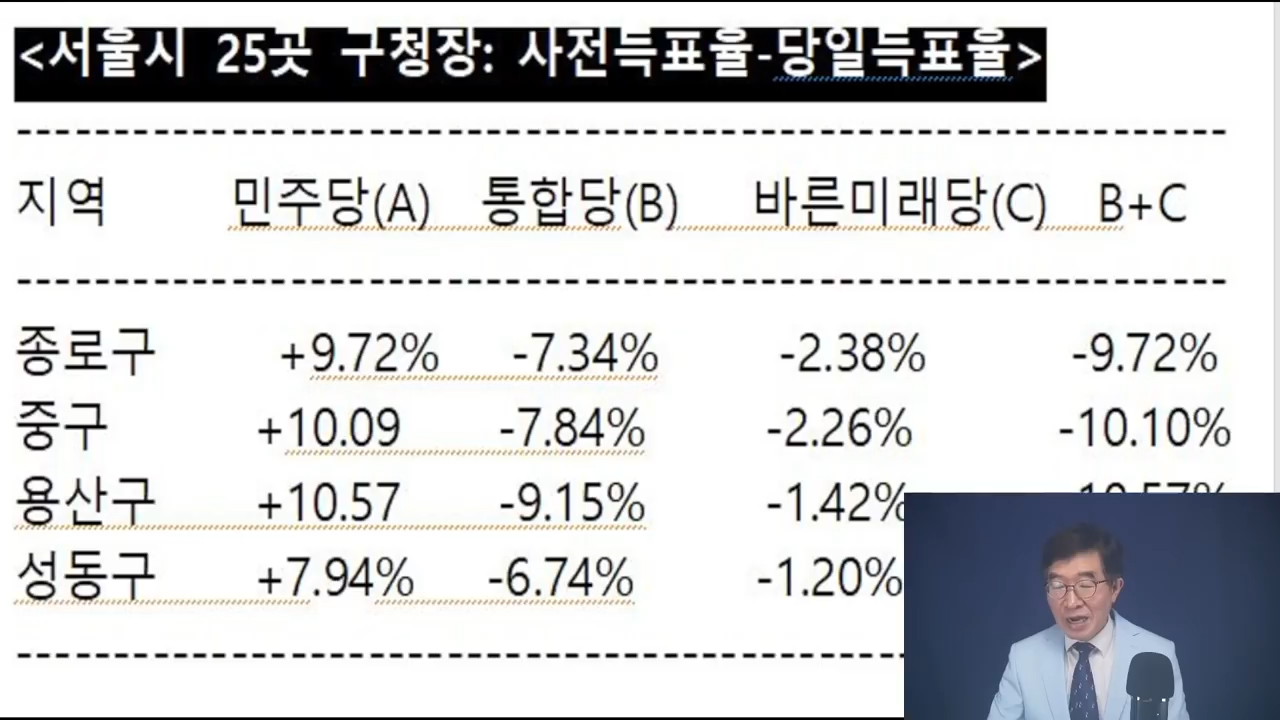 <서울시 25곳 구청장: 사전득표율-당일득표율>
지역 민주당(A) 통합당(B) 바른미래당(C) B+C
종로구 +9.72% -7.34% -2.38% -9.72%
중구 +10.09 -7.84% -2.26% -10.10%
용산구 +10.57 -9.15% -1.42%
성동구 +7.94% -6.74% -1.20%